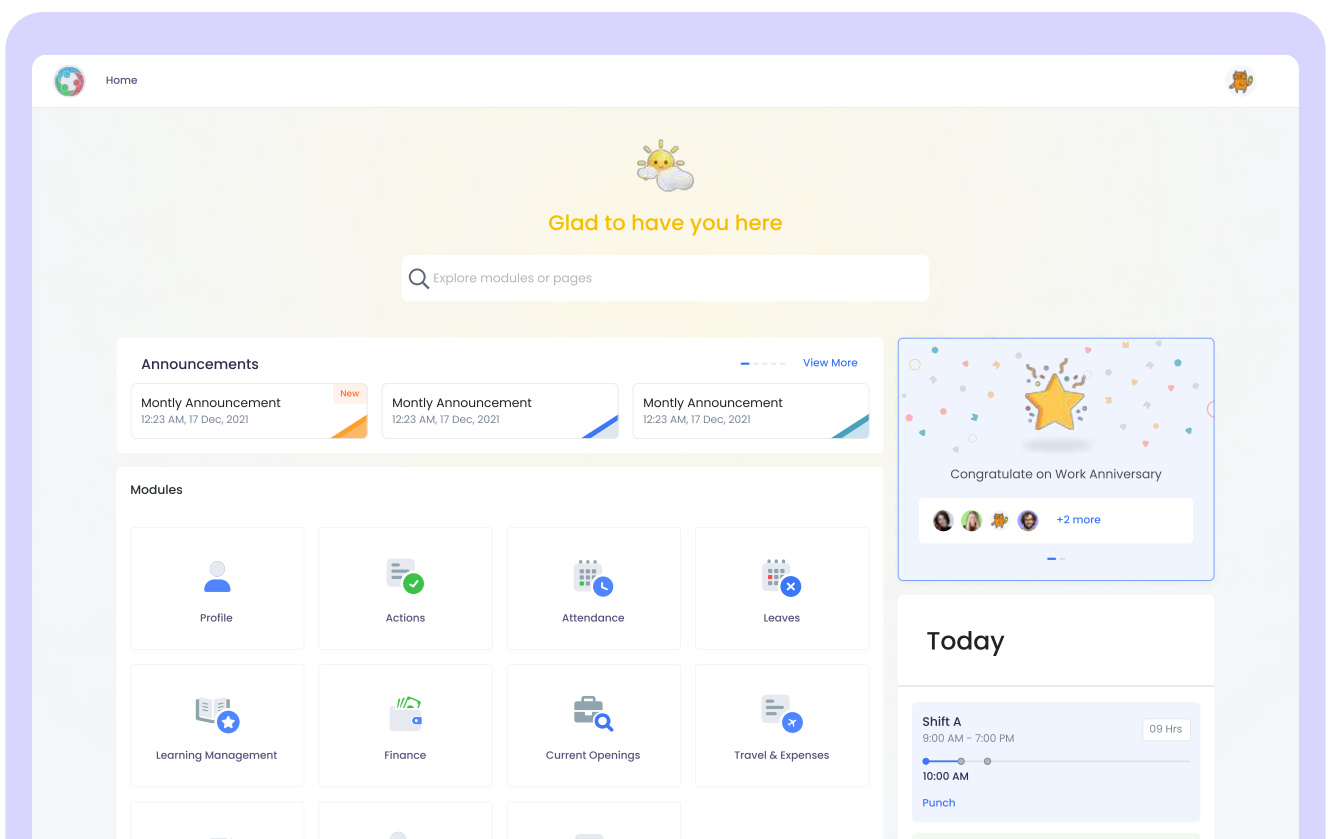 Home
Glad to have you here
Explore modules or pages
Announcements
View More
Montly Announcement
New
12:23 AM, 17 Dec, 2021
Montly Announcement
12:23 AM, 17 Dec, 2021
Montly Announcement
12:23 AM, 17 Dec, 2021
Modules
Profile
Actions
Attendance
Leaves
Learning Management
Finance
Current Openings
Travel & Expenses
Congratulate on Work Anniversary
+2 more
Today
Shift A
9:00 AM - 7:00 PM
09 Hrs
10:00 AM
Punch